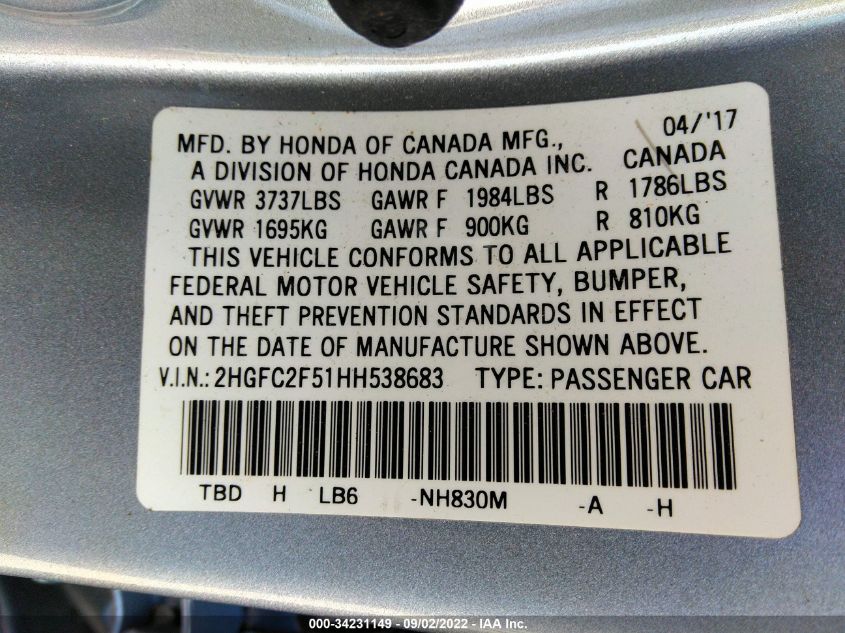 04/'17
MFD. BY HONDA OF CANADA MFG.,
A DIVISION OF HONDA CANADA INC. CANADA
GVWR 3737LBS GAWR F 1984LBS R 1786LBS
GVWR 1695KG GAWR F 900KG R 810KG
THIS VEHICLE CONFORMS TO ALL APPLICABLE
FEDERAL MOTOR VEHICLE SAFETY, BUMPER,
AND THEFT PREVENTION STANDARDS IN EFFECT
ON THE DATE OF MANUFACTURE SHOWN ABOVE.
V.I.N.: 2HGFC2F51HH538683 TYPE: PASSENGER CAR
TBD H LB6 -NH830M -A -H
000-34231149 - 09/02/2022 - IAA Inc.